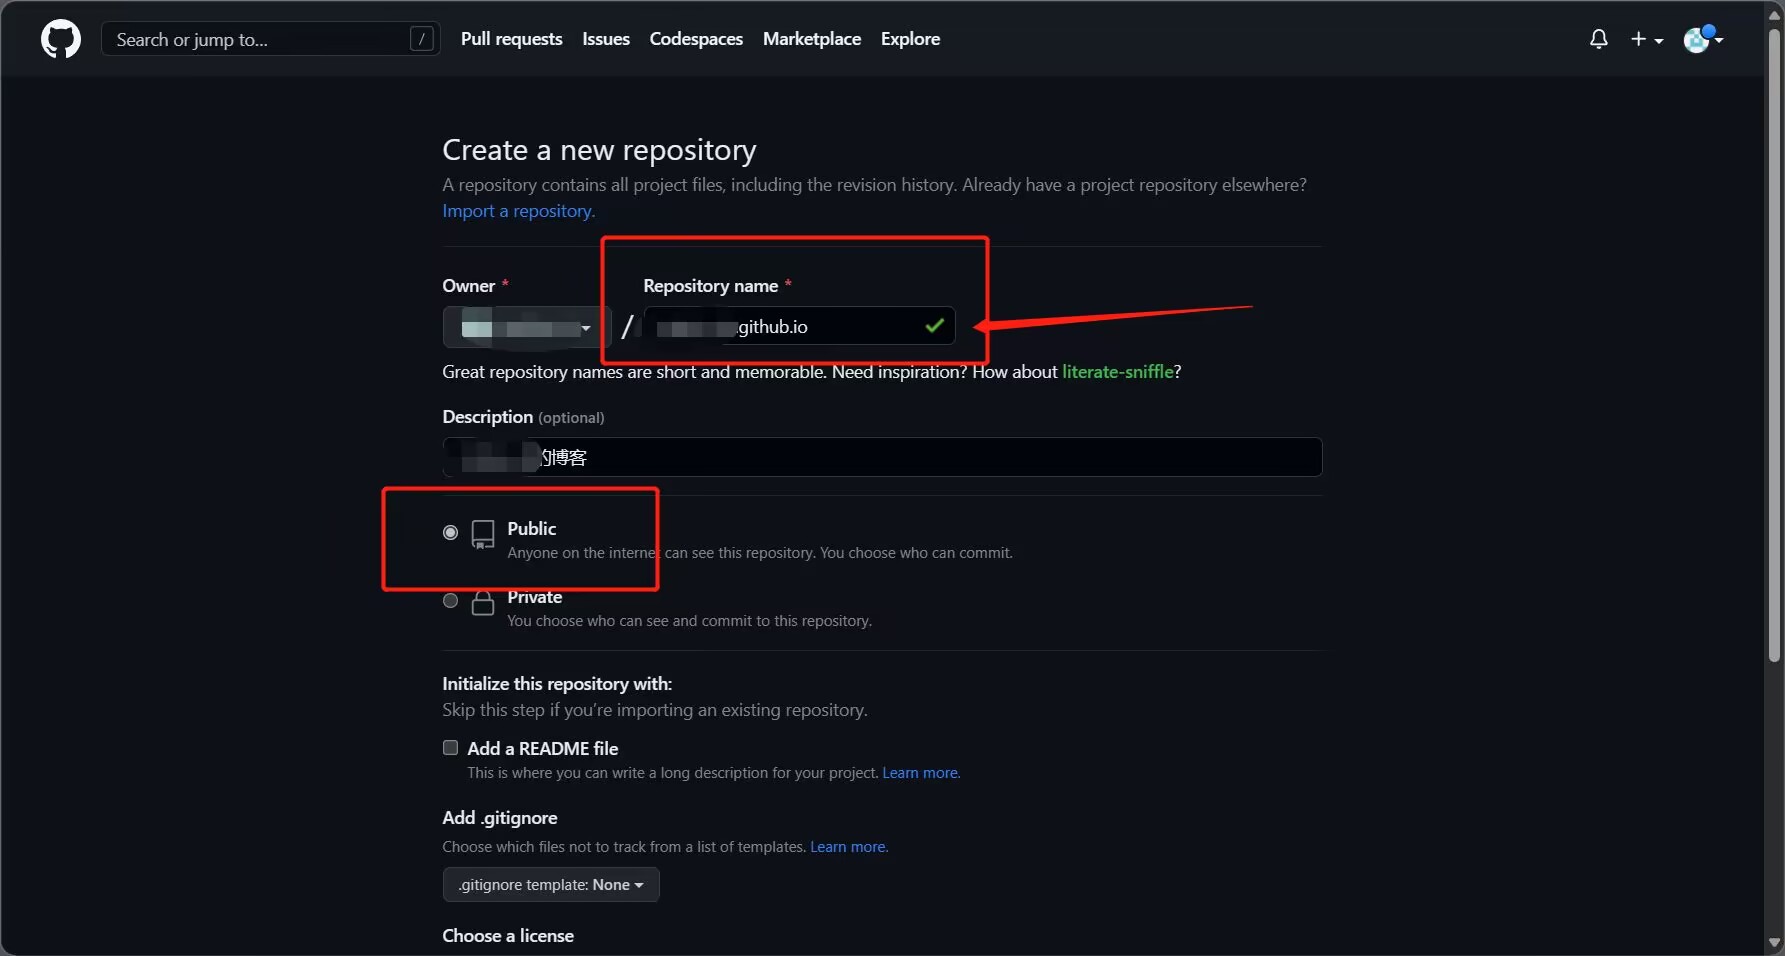 Search or jump to... / Pull requests Issues Codespaces Marketplace Explore
Create a new repository
A repository contains all project files, including the revision history. Already have a project repository elsewhere?
Import a repository.
Owner * Repository name *
/ .github.io
Great repository names are short and memorable. Need inspiration? How about literate-sniffle?
Description (optional)
的博客
Public
Anyone on the internet can see this repository. You choose who can commit.
Private
You choose who can see and commit to this repository.
Initialize this repository with:
Skip this step if you're importing an existing repository.
Add a README file
This is where you can write a long description for your project. Learn more.
Add .gitignore
Choose which files not to track from a list of templates. Learn more.
.gitignore template: None
Choose a license